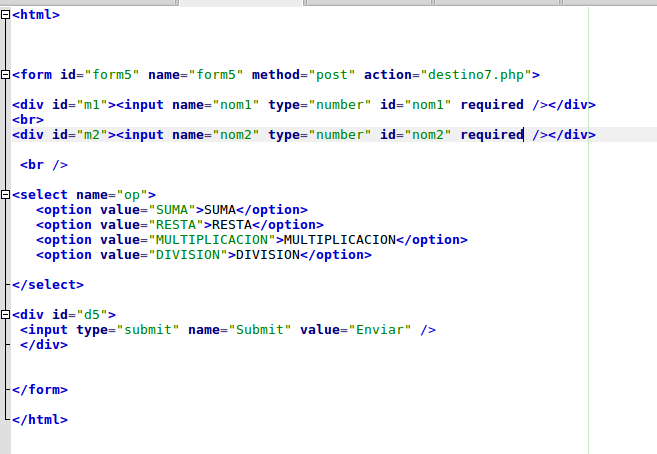 <html>
<form id="form5" name="form5" method="post" action="destino7.php">
<div id="m1"><input name="nom1" type="number" id="nom1" required /></div>
<br>
<div id="m2"><input name="nom2" type="number" id="nom2" required /></div>
<br />
<select name="op">
<option value="SUMA">SUMA</option>
<option value="RESTA">RESTA</option>
<option value="MULTIPLICACION">MULTIPLICACION</option>
<option value="DIVISION">DIVISION</option>
</select>
<div id="d5">
<input type="submit" name="Submit" value="Enviar" />
</div>
</form>
</html>